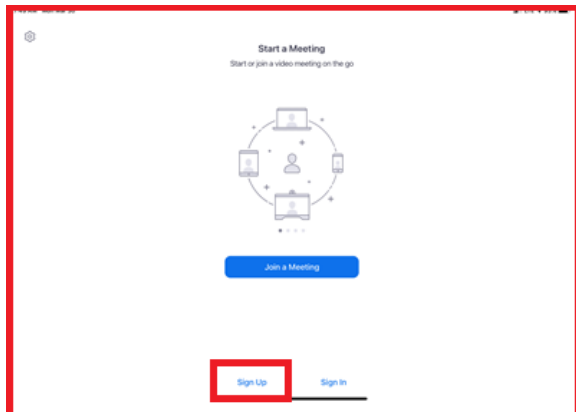 Start a Meeting
Start or join a video meeting on the go
Join a Meeting
Sign Up
Sign In